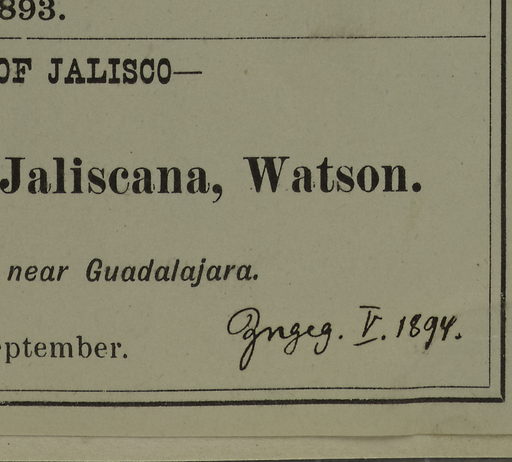 893.
OF JALISCO—
Jaliscana, Watson.
near Guadalajara.
eptember.
Zngeg. V. 1894.